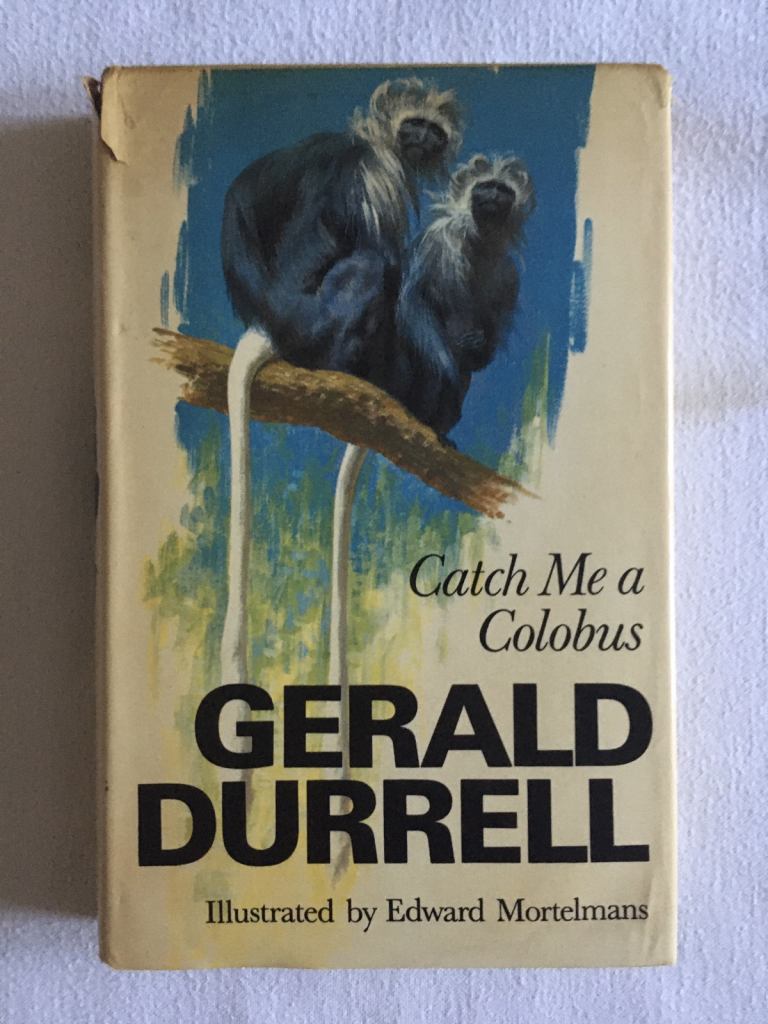 Catch Me a
Colobus
GERALD
DURRELL
Illustrated by Edward Mortelmans